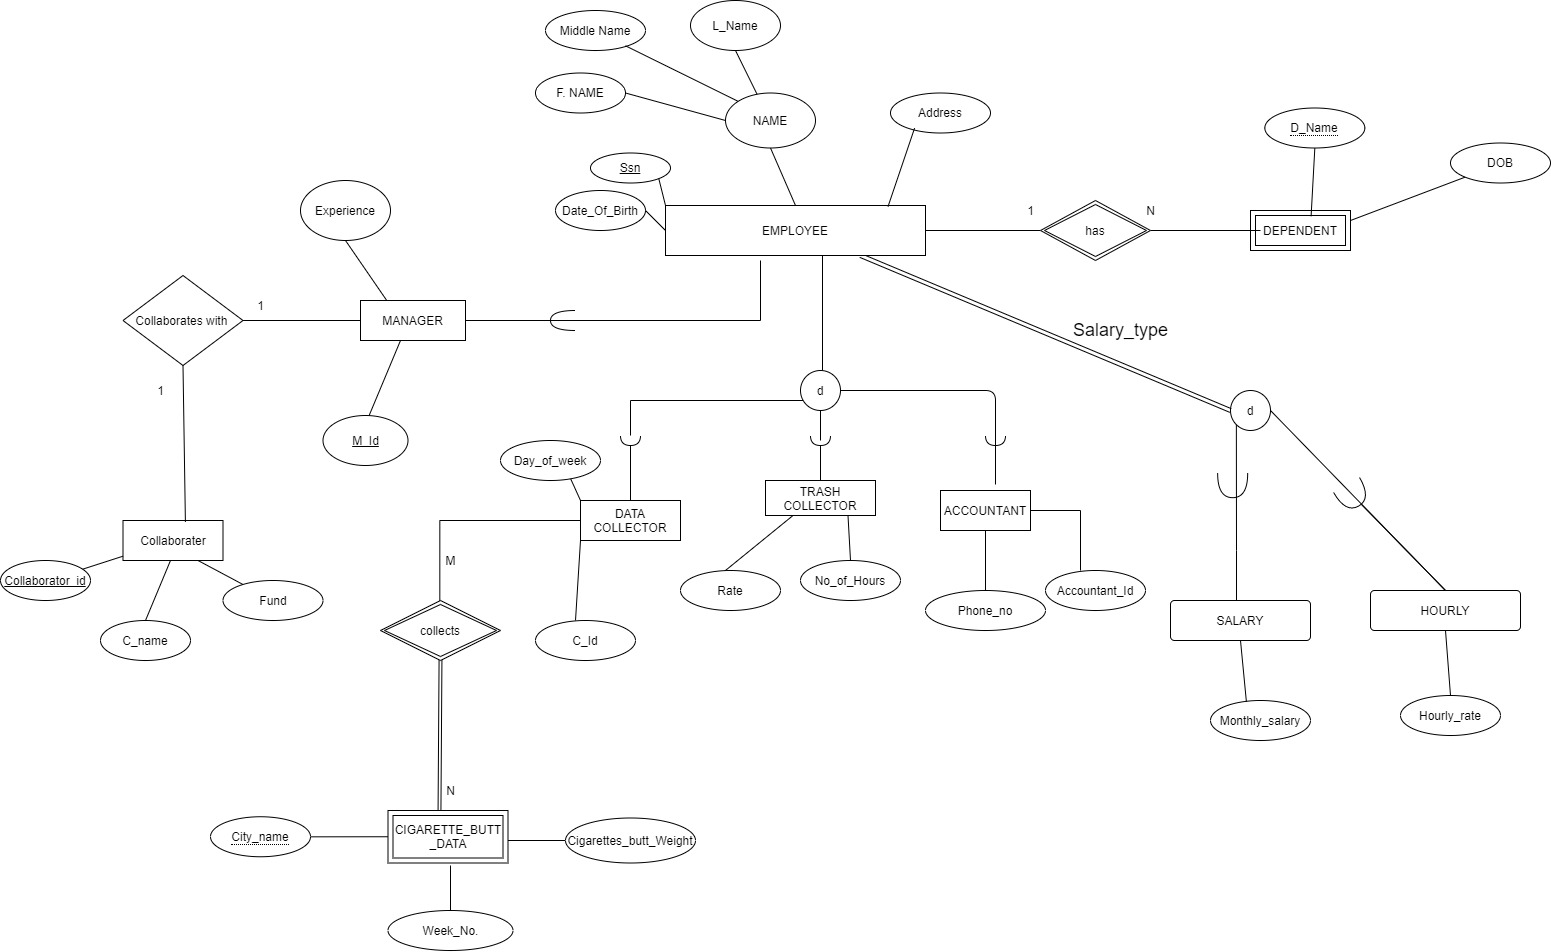 Middle Name
L_Name
F. NAME
NAME
Address
D_Name
DOB
Ssn
Date_Of_Birth
Experience
EMPLOYEE
1
has
N
DEPENDENT
Collaborates with
1
MANAGER
Salary_type
1
d
d
M_Id
Day_of_week
DATA
COLLECTOR
TRASH
COLLECTOR
ACCOUNTANT
Collaborater
M
Collaborator_id
Fund
C_name
collects
C_Id
Rate
No_of_Hours
Phone_no
Accountant_Id
SALARY
HOURLY
Monthly_salary
Hourly_rate
N
City_name
CIGARETTE_BUTT
_DATA
Cigarettes_butt_Weight
Week_No.